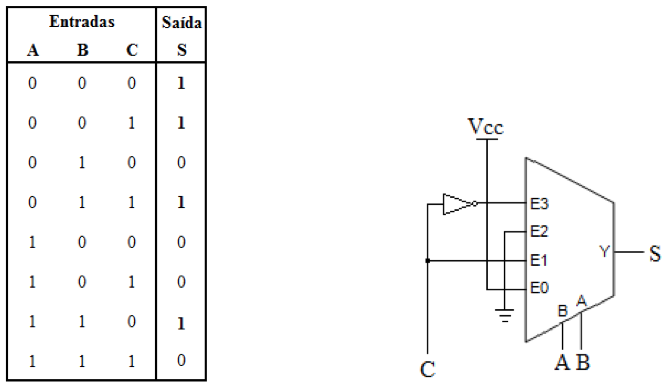 Entradas Saída
A B C S
0 0 0 1
0 0 1 1
0 1 0 0
0 1 1 1
1 0 0 0
1 0 1 0
1 1 0 1
1 1 1 0
Vcc
E3
E2
Y S
E1
E0
B A
C A B